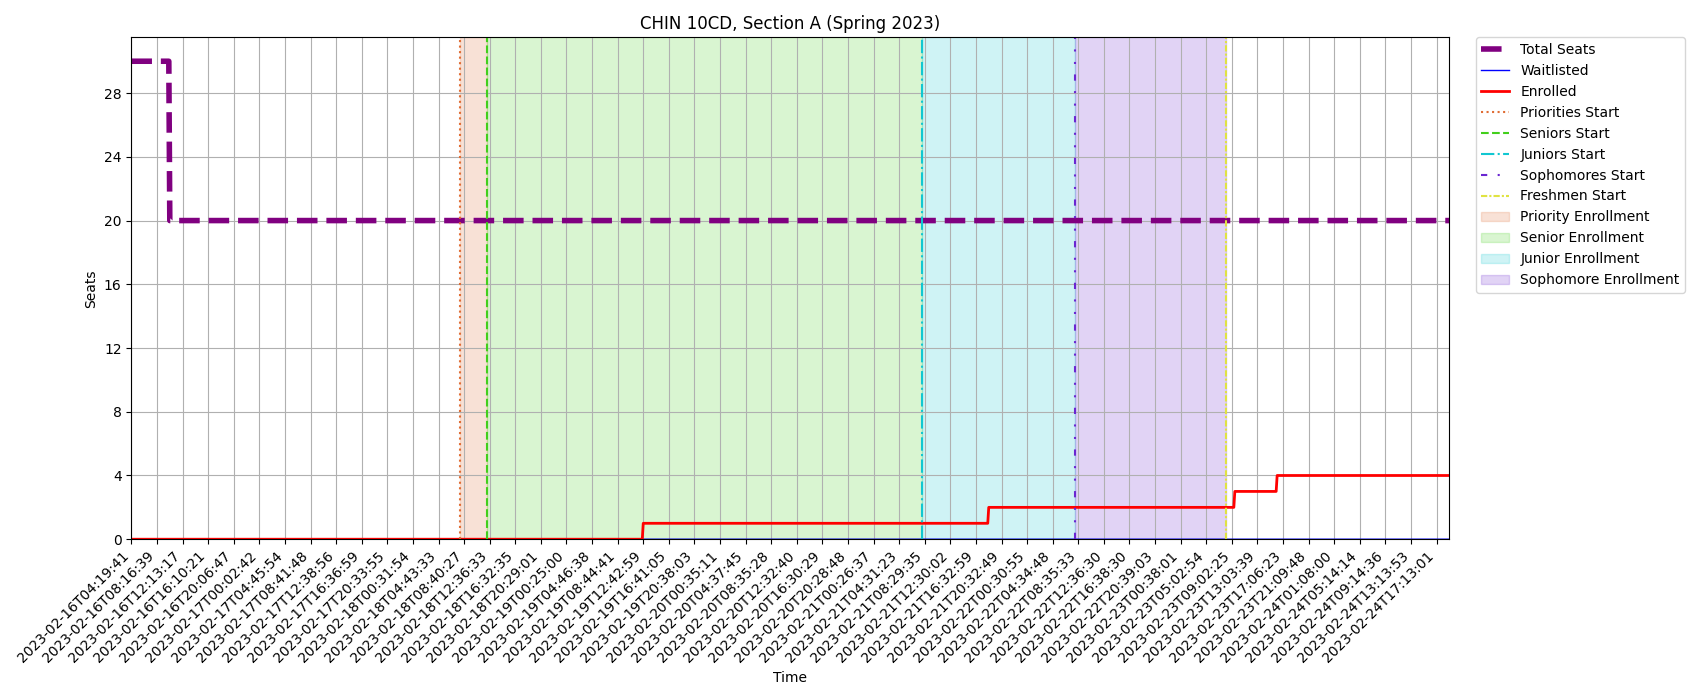 CHIN 10CD, Section A (Spring 2023)
Total Seats
Waitlisted
Enrolled
Priorities Start
Seniors Start
Juniors Start
Sophomores Start
Freshmen Start
Priority Enrollment
Senior Enrollment
Junior Enrollment
Sophomore Enrollment
Seats
28
24
20
16
12
8
4
0
2023-02-16T04:19:41
2023-02-16T08:16:39
2023-02-16T12:13:17
2023-02-16T16:10:21
2023-02-16T20:06:47
2023-02-17T00:02:42
2023-02-17T04:45:54
2023-02-17T08:41:48
2023-02-17T12:38:56
2023-02-17T16:36:59
2023-02-17T20:33:55
2023-02-18T00:31:54
2023-02-18T04:43:33
2023-02-18T08:40:27
2023-02-18T12:36:33
2023-02-18T16:32:35
2023-02-18T20:29:01
2023-02-19T00:25:00
2023-02-19T04:46:38
2023-02-19T08:44:41
2023-02-19T12:42:59
2023-02-19T16:41:05
2023-02-19T20:38:03
2023-02-20T00:35:11
2023-02-20T04:37:45
2023-02-20T08:35:28
2023-02-20T12:32:40
2023-02-20T16:30:29
2023-02-20T20:28:48
2023-02-21T00:26:37
2023-02-21T04:31:23
2023-02-21T08:29:35
2023-02-21T12:30:02
2023-02-21T16:32:59
2023-02-21T20:32:49
2023-02-22T00:30:55
2023-02-22T04:34:48
2023-02-22T08:35:33
2023-02-22T12:36:30
2023-02-22T16:38:30
2023-02-22T20:39:03
2023-02-23T00:38:01
2023-02-23T05:02:54
2023-02-23T09:02:25
2023-02-23T13:03:39
2023-02-23T17:06:23
2023-02-23T21:09:48
2023-02-24T01:08:00
2023-02-24T05:14:14
2023-02-24T09:14:36
2023-02-24T13:13:53
2023-02-24T17:13:01
Time